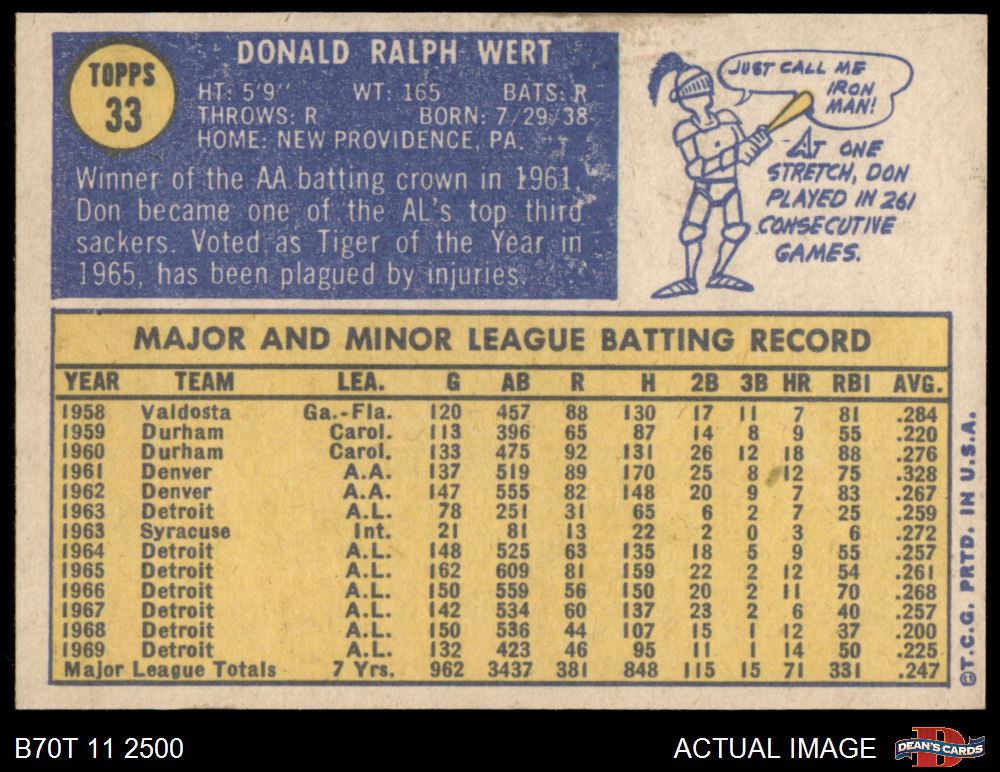 TOPPS
33
DONALD RALPH WERT
HT: 5'9" WT: 165 BATS: R
THROWS: R BORN: 7/29/38
HOME: NEW PROVIDENCE, PA.
Winner of the AA batting crown in 1961,
Don became one of the AL's top third
sackers. Voted as Tiger of the Year in
1965, has been plagued by injuries.
JUST CALL ME
IRON
MAN!
AT ONE
STRETCH, DON
PLAYED IN 261
CONSECUTIVE
GAMES.
MAJOR AND MINOR LEAGUE BATTING RECORD
YEAR TEAM LEA. G AB R H 2B 3B HR RBI AVG.
1958 Valdosta Ga.-Fla. 120 457 88 130 17 11 7 81 .284
1959 Durham Carol. 113 396 65 87 14 8 9 55 .220
1960 Durham Carol. 133 475 92 131 26 12 18 88 .276
1961 Denver A.A. 137 519 89 170 25 8 12 75 .328
1962 Denver A.A. 147 555 82 148 20 9 7 83 .267
1963 Detroit A.L. 78 251 31 65 6 2 7 25 .259
1963 Syracuse Int. 21 81 13 22 2 0 3 6 .272
1964 Detroit A.L. 148 525 63 135 18 5 9 55 .257
1965 Detroit A.L. 162 609 81 159 22 2 12 54 .261
1966 Detroit A.L. 150 559 56 150 20 2 11 70 .268
1967 Detroit A.L. 142 534 60 137 23 2 6 40 .257
1968 Detroit A.L. 150 536 44 107 15 1 12 37 .200
1969 Detroit A.L. 132 423 46 95 11 1 14 50 .225
Major League Totals 7 Yrs. 962 3437 381 848 115 15 71 331 .247
©T.C.G. PRTD. IN U.S.A.
B70T 11 2500
ACTUAL IMAGE
D
DEAN'S CARDS